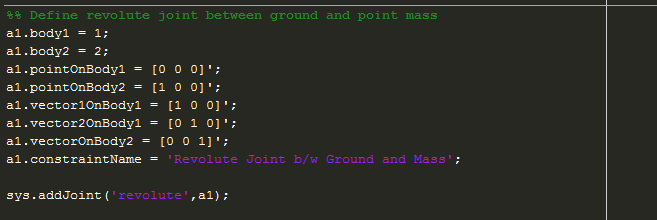 %% Define revolute joint between ground and point mass
a1.body1 = 1;
a1.body2 = 2;
a1.pointOnBody1 = [0 0 0]';
a1.pointOnBody2 = [1 0 0]';
a1.vector1OnBody1 = [1 0 0]';
a1.vector2OnBody1 = [0 1 0]';
a1.vectorOnBody2 = [0 0 1]';
a1.constraintName = 'Revolute Joint b/w Ground and Mass';
sys.addJoint('revolute',a1);